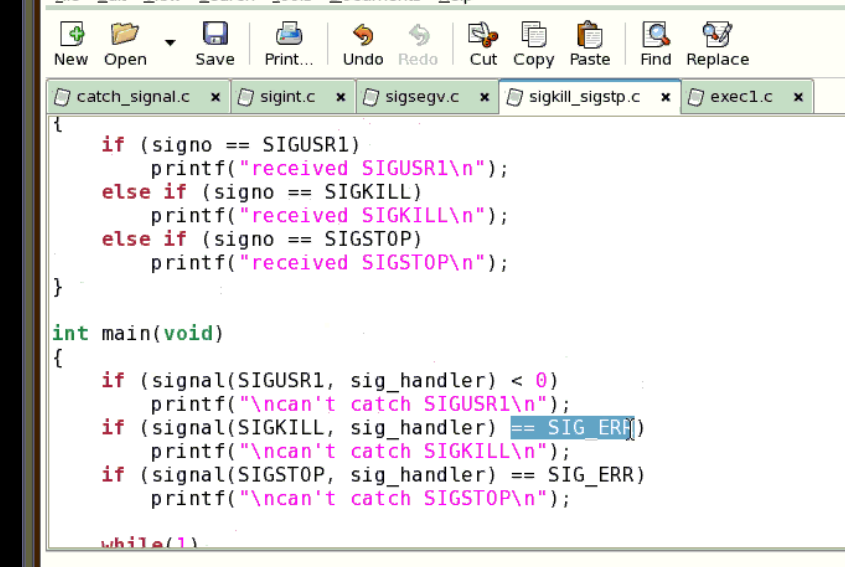 New Open Save Print... Undo Redo Cut Copy Paste Find Replace
catch_signal.c x sigint.c x sigsegv.c x sigkill_sigstp.c x exec1.c x
{
    if (signo == SIGUSR1)
        printf("received SIGUSR1\n");
    else if (signo == SIGKILL)
        printf("received SIGKILL\n");
    else if (signo == SIGSTOP)
        printf("received SIGSTOP\n");
}
int main(void)
{
    if (signal(SIGUSR1, sig_handler) < 0)
        printf("\ncan't catch SIGUSR1\n");
    if (signal(SIGKILL, sig_handler) == SIG_ERR)
        printf("\ncan't catch SIGKILL\n");
    if (signal(SIGSTOP, sig_handler) == SIG_ERR)
        printf("\ncan't catch SIGSTOP\n");
    while(1)